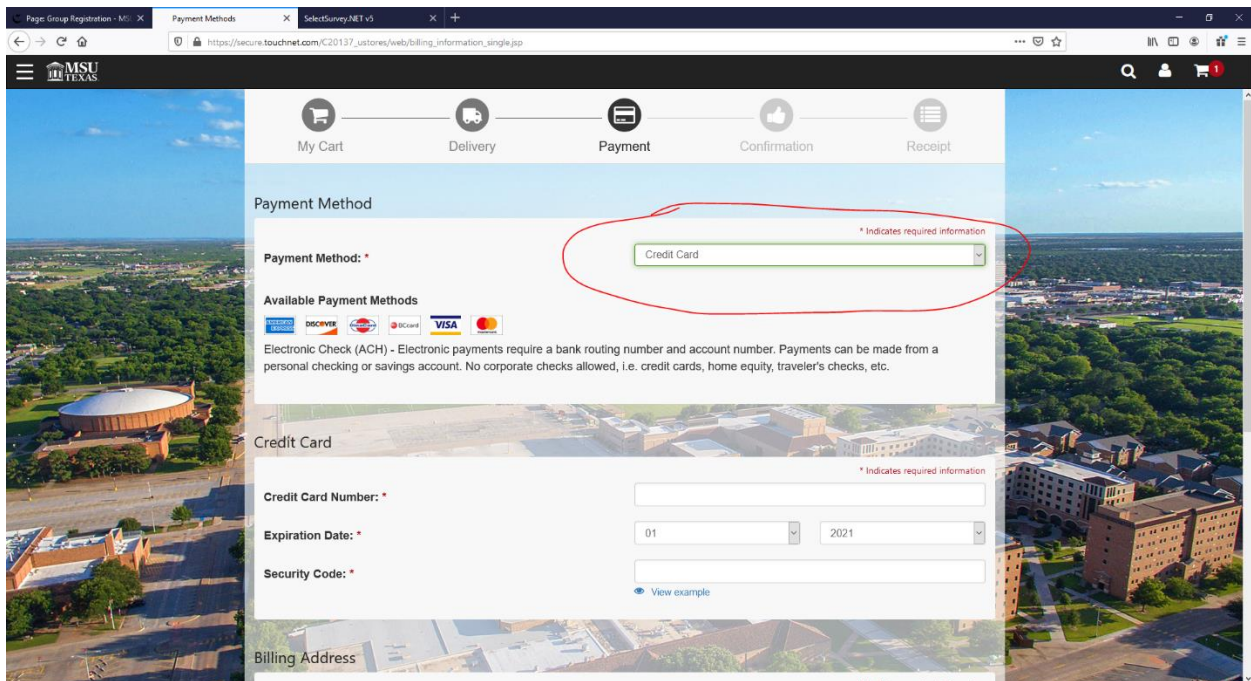 Page: Group Registration - MS
Payment Methods
SelectSurvey.NET v5
https://secure.touchnet.com/C20137_ustores/web/billing_information_single.jsp
MSU
TEXAS
1
My Cart
Delivery
Payment
Confirmation
Receipt
Payment Method
* Indicates required information
Payment Method: *
Credit Card
Available Payment Methods
AMERICAN EXPRESS DISCOVER BCcard VISA
Electronic Check (ACH) - Electronic payments require a bank routing number and account number. Payments can be made from a
personal checking or savings account. No corporate checks allowed, i.e. credit cards, home equity, traveler's checks, etc.
Credit Card
* Indicates required information
Credit Card Number: *
Expiration Date: *
01
2021
Security Code: *
View example
Billing Address